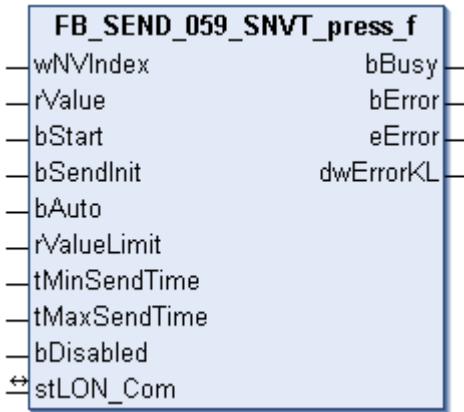 FB_SEND_059_SNVT_press_f
wNVIndex bBusy
rValue bError
bStart eError
bSendInit dwErrorKL
bAuto
rValueLimit
tMinSendTime
tMaxSendTime
bDisabled
stLON_Com